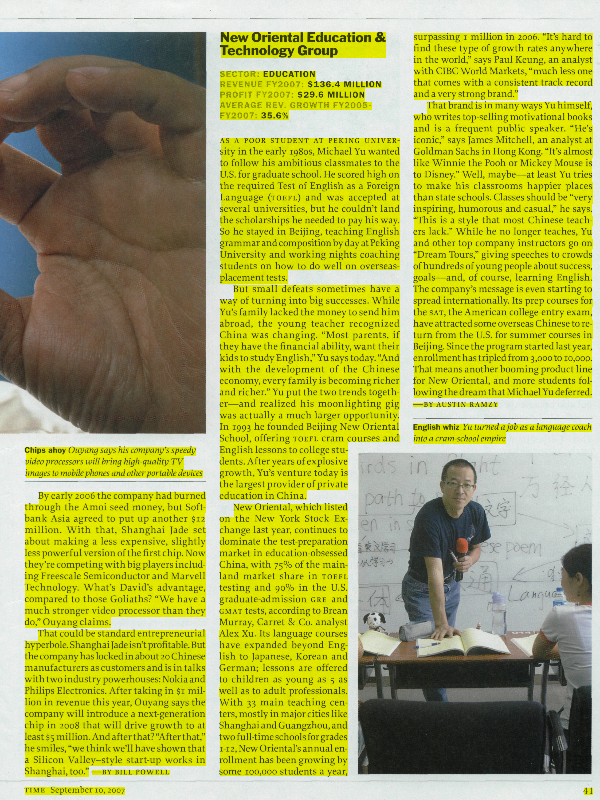 Chips ahoy Ouyang says his company's speedy
video processors will bring high-quality TV
images to mobile phones and other portable devices
By early 2006 the company had burned
through the Amoi seed money, but Soft-
bank Asia agreed to put up another $12
million. With that, Shanghai Jade set
about making a less expensive, slightly
less powerful version of the first chip. Now
they're competing with big players includ-
ing Freescale Semiconductor and Marvell
Technology. What's David's advantage,
compared to those Goliaths? "We have a
much stronger video processor than they
do," Ouyang claims.
That could be standard entrepreneurial
hyperbole. Shanghai Jade isn't profitable. But
the company has locked in about 20 Chinese
manufacturers as customers and is in talks
with two industry powerhouses: Nokia and
Philips Electronics. After taking in $1 mil-
lion in revenue this year, Ouyang says the
company will introduce a next-generation
chip in 2008 that will drive growth to at
least $5 million. And after that? "After that,"
he smiles, "we think we'll have shown that
a Silicon Valley–style start-up works in
Shanghai, too." —BY BILL POWELL
New Oriental Education &
Technology Group
SECTOR: EDUCATION
REVENUE FY2007: $136.4 MILLION
PROFIT FY2007: $29.6 MILLION
AVERAGE REV. GROWTH FY2005-
FY2007: 35.6%
AS A POOR STUDENT AT PEKING UNIVER-
sity in the early 1980s, Michael Yu wanted
to follow his ambitious classmates to the
U.S. for graduate school. He scored high on
the required Test of English as a Foreign
Language (TOEFL) and was accepted at
several universities, but he couldn't land
the scholarships he needed to pay his way.
So he stayed in Beijing, teaching English
grammar and composition by day at Peking
University and working nights coaching
students on how to do well on overseas-
placement tests.
But small defeats sometimes have a
way of turning into big successes. While
Yu's family lacked the money to send him
abroad, the young teacher recognized
China was changing. "Most parents, if
they have the financial ability, want their
kids to study English," Yu says today. "And
with the development of the Chinese
economy, every family is becoming richer
and richer." Yu put the two trends togeth-
er—and realized his moonlighting gig
was actually a much larger opportunity.
In 1993 he founded Beijing New Oriental
School, offering TOEFL cram courses and
English lessons to college stu-
dents. After years of explosive
growth, Yu's venture today is
the largest provider of private
education in China.
New Oriental, which listed
on the New York Stock Ex-
change last year, continues to
dominate the test-preparation
market in education-obsessed
China, with 75% of the main-
land market share in TOEFL
testing and 90% in the U.S.
graduate-admission GRE and
GMAT tests, according to Brean
Murray, Carret & Co. analyst
Alex Xu. Its language courses
have expanded beyond Eng-
lish to Japanese, Korean and
German; lessons are offered
to children as young as 5 as
well as to adult professionals.
With 33 main teaching cen-
ters, mostly in major cities like
Shanghai and Guangzhou, and
two full-time schools for grades
1-12, New Oriental's annual en-
rollment has been growing by
some 100,000 students a year,
surpassing 1 million in 2006. "It's hard to
find these type of growth rates anywhere
in the world," says Paul Keung, an analyst
with CIBC World Markets, "much less one
that comes with a consistent track record
and a very strong brand."
That brand is in many ways Yu himself,
who writes top-selling motivational books
and is a frequent public speaker. "He's
iconic," says James Mitchell, an analyst at
Goldman Sachs in Hong Kong. "It's almost
like Winnie the Pooh or Mickey Mouse is
to Disney." Well, maybe—at least Yu tries
to make his classrooms happier places
than state schools. Classes should be "very
inspiring, humorous and casual," he says.
"This is a style that most Chinese teach-
ers lack." While he no longer teaches, Yu
and other top company instructors go on
"Dream Tours," giving speeches to crowds
of hundreds of young people about success,
goals—and, of course, learning English.
The company's message is even starting to
spread internationally. Its prep courses for
the SAT, the American college entry exam,
have attracted some overseas Chinese to re-
turn from the U.S. for summer courses in
Beijing. Since the program started last year,
enrollment has tripled from 3,000 to 10,000.
That means another booming product line
for New Oriental, and more students fol-
lowing the dream that Michael Yu deferred.
—BY AUSTIN RAMZY
English whiz Yu turned a job as a language coach
into a cram-school empire
TIME September 10, 2007
41